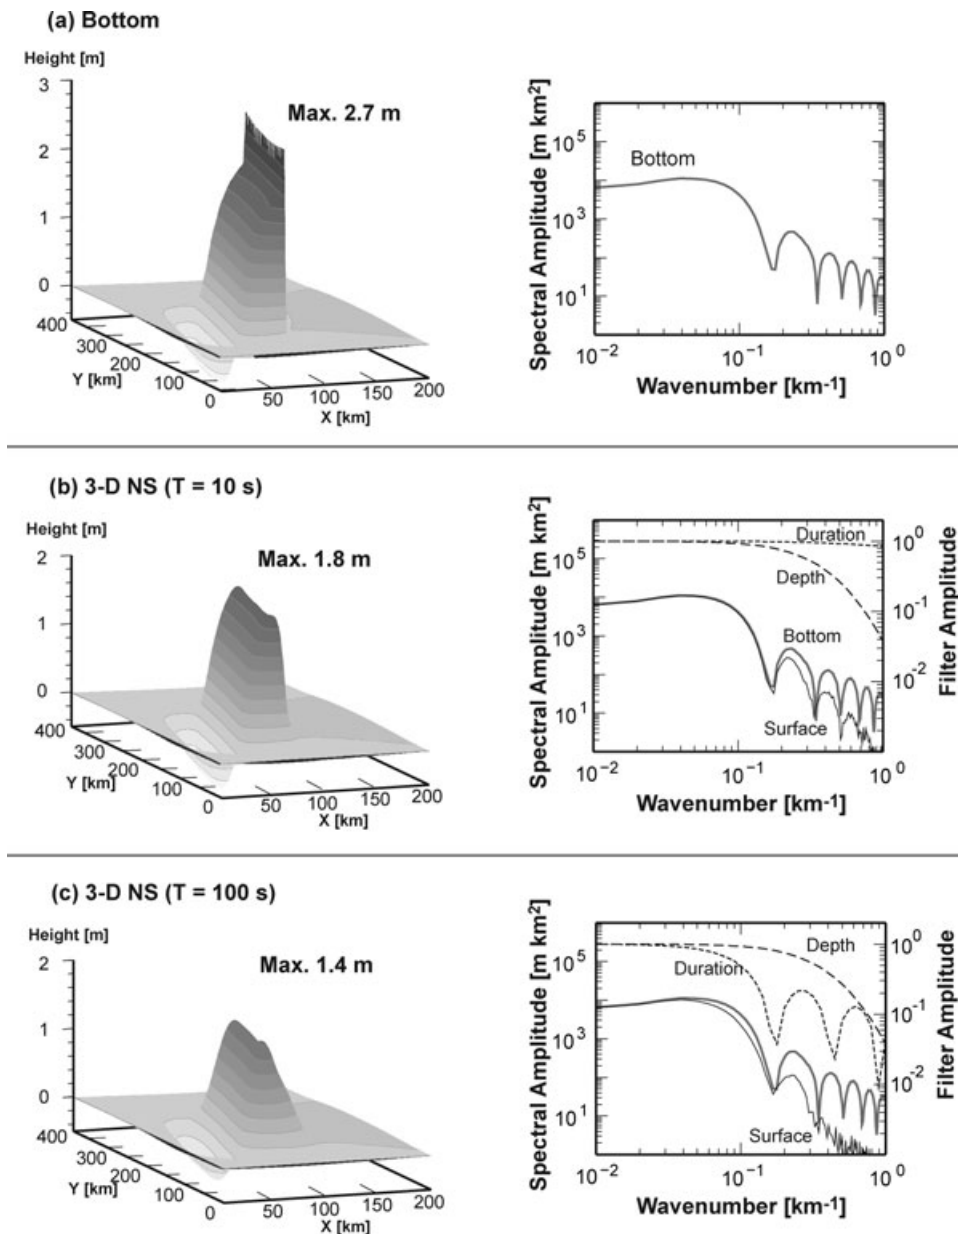 (a) Bottom
Height [m]
3
2
1
0
Max. 2.7 m
400
300
200
100
0
Y [km]
50
100
150
200
X [km]
Spectral Amplitude [m km²]
10⁵
10³
10¹
Bottom
10⁻²
10⁻¹
10⁰
Wavenumber [km⁻¹]
(b) 3-D NS (T = 10 s)
Height [m]
2
1
0
Max. 1.8 m
400
300
200
100
0
Y [km]
50
100
150
200
X [km]
Spectral Amplitude [m km²]
10⁵
10³
10¹
Duration
Depth
Bottom
Surface
10⁰
10⁻¹
10⁻²
Filter Amplitude
10⁻²
10⁻¹
10⁰
Wavenumber [km⁻¹]
(c) 3-D NS (T = 100 s)
Height [m]
2
1
0
Max. 1.4 m
400
300
200
100
0
Y [km]
50
100
150
200
X [km]
Spectral Amplitude [m km²]
10⁵
10³
10¹
Depth
Duration
Surface
10⁰
10⁻¹
10⁻²
Filter Amplitude
10⁻²
10⁻¹
10⁰
Wavenumber [km⁻¹]